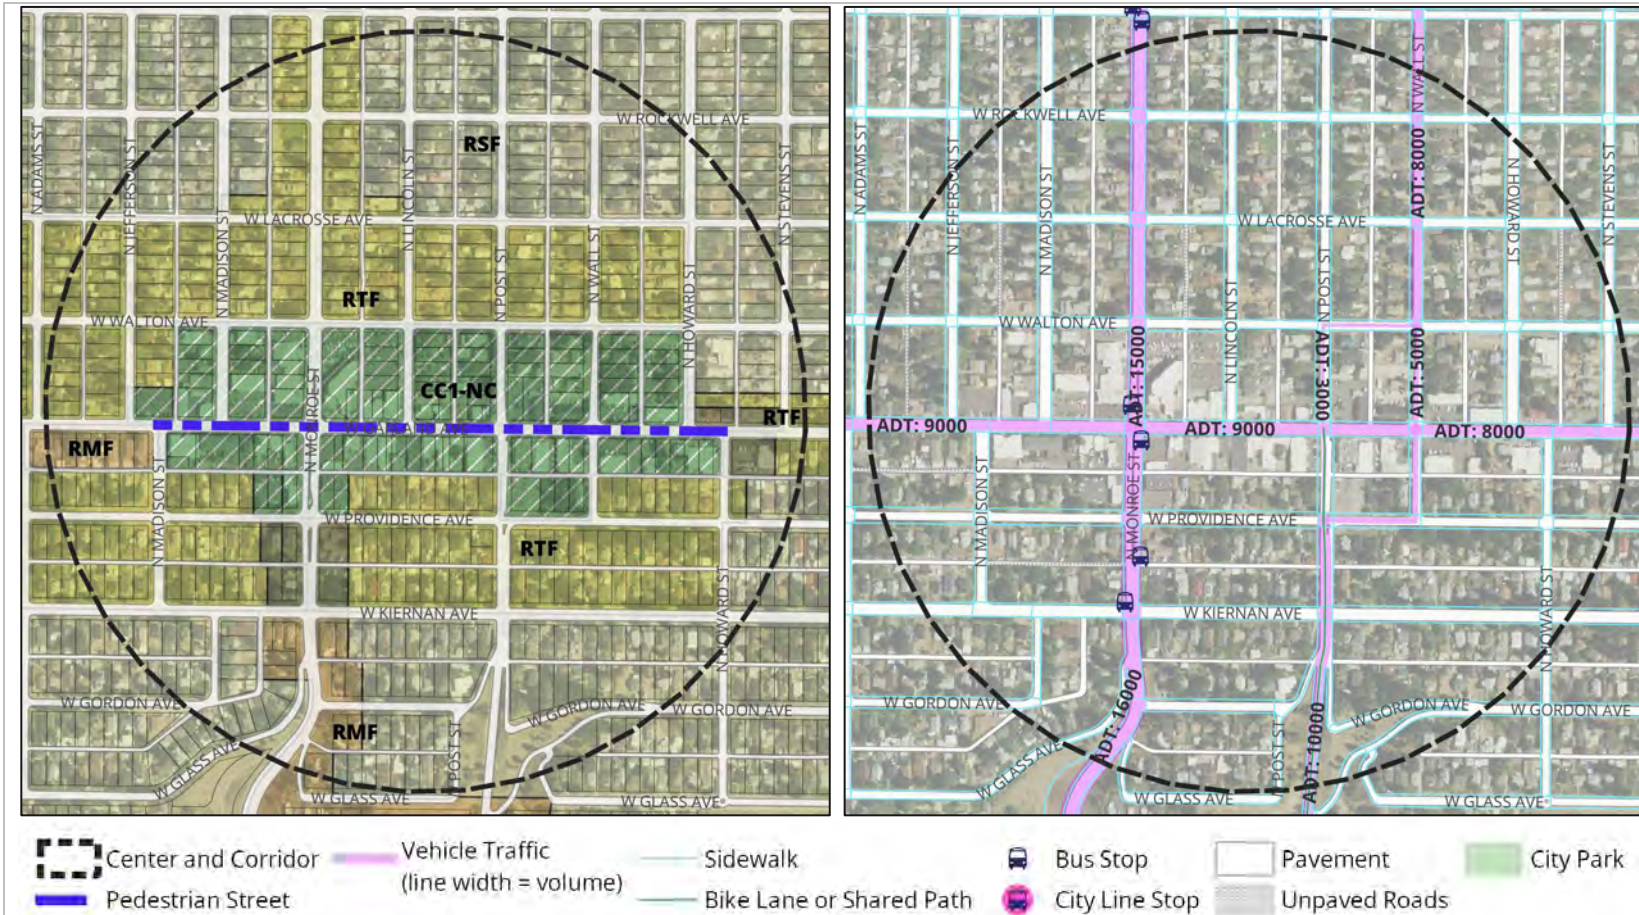 W ROCKWELL AVE
RSF
N ADAMS ST
N JEFFERSON ST
N MADISON ST
N LINCOLN ST
N STEVENS ST
W LACROSSE AVE
N POST ST
N WALL ST
N HOWARD ST
RTF
W WALTON AVE
CC1-NC
N MONROE ST
W GARLAND AVE
RTF
RMF
N MADISON ST
W PROVIDENCE AVE
RTF
W KIERNAN AVE
N HOWARD ST
W GORDON AVE
W GORDON AVE
W GORDON AVE
RMF
W GLASS AVE
POST ST
W GLASS AVE
N WALL ST
W ROCKWELL AVE
N ADAMS ST
N JEFFERSON ST
N MADISON ST
ADT: 8000
N HOWARD ST
N STEVENS ST
W LACROSSE AVE
N POST ST
N LINCOLN ST
W WALTON AVE
ADT: 15000
ADT: 3000
ADT: 5000
ADT: 9000
ADT: 9000
ADT: 8000
N MADISON ST
N MONROE ST
W PROVIDENCE AVE
W KIERNAN AVE
N HOWARD ST
W GORDON AVE
W GORDON AVE
W GORDON AVE
ADT: 16000
ADT: 10000
W GLASS AVE
POST ST
W GLASS AVE
W GLASS AVE
Center and Corridor
Pedestrian Street
Vehicle Traffic
(line width = volume)
Sidewalk
Bike Lane or Shared Path
Bus Stop
City Line Stop
Pavement
Unpaved Roads
City Park